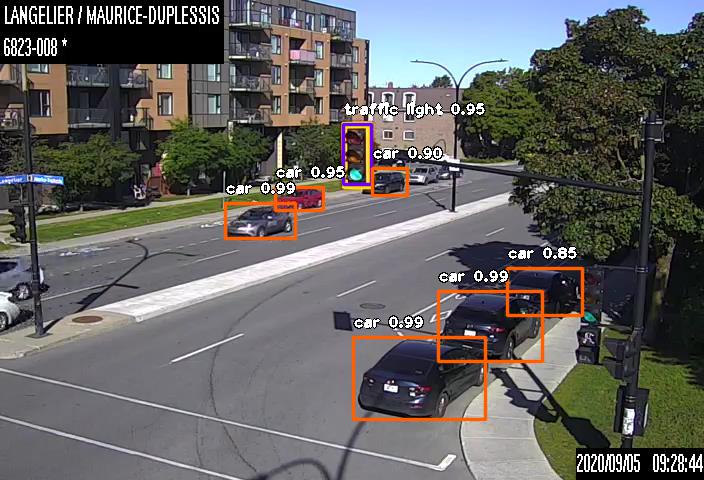 LANGELIER / MAURICE-DUPLESSIS
6823-008 *
traffic light 0.95
car 0.90
car 0.95
car 0.99
car 0.85
car 0.99
car 0.99
2020/09/05 09:28:44